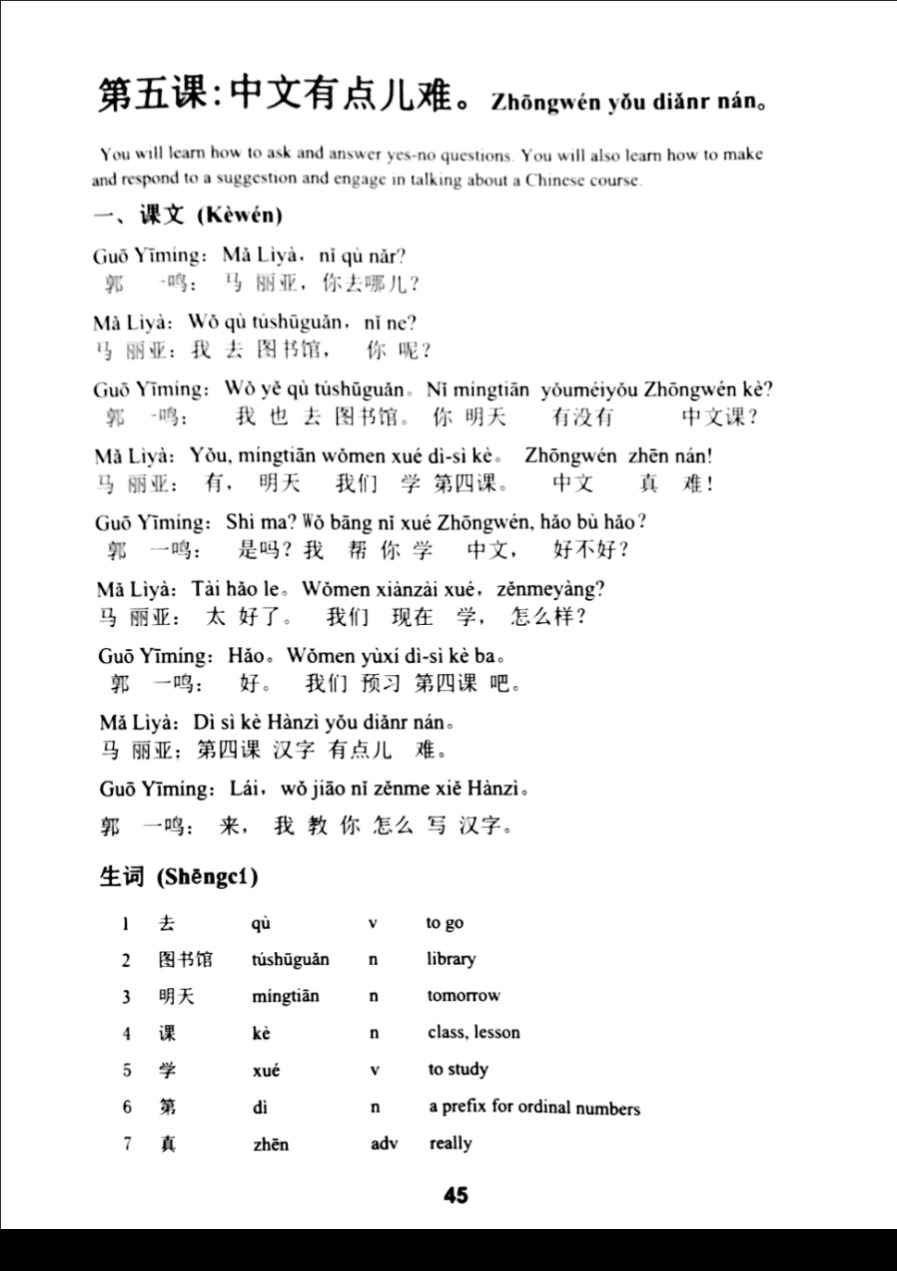 第五课:中文有点儿难。Zhōngwén yǒu diǎnr nán。
You will learn how to ask and answer yes-no questions. You will also learn how to make
and respond to a suggestion and engage in talking about a Chinese course.
一、课文 (Kèwén)
Guō Yīmíng: Mǎ Lìyà, nǐ qù nǎr?
郭 一鸣: 马 丽亚, 你去哪儿?
Mǎ Lìyà: Wǒ qù túshūguǎn, nǐ ne?
马 丽亚: 我 去 图书馆, 你 呢?
Guō Yīmíng: Wǒ yě qù túshūguǎn。Nǐ míngtiān yǒuméiyǒu Zhōngwén kè?
郭 一鸣: 我 也 去 图书馆。你 明天 有没有 中文课?
Mǎ Lìyà: Yǒu, míngtiān wǒmen xué dì-sì kè。 Zhōngwén zhēn nán!
马 丽亚: 有, 明天 我们 学 第四课。 中文 真 难!
Guō Yīmíng: Shì ma? Wǒ bāng nǐ xué Zhōngwén, hǎo bù hǎo?
郭 一鸣: 是吗? 我 帮 你 学 中文, 好不好?
Mǎ Lìyà: Tài hǎo le。Wǒmen xiànzài xué, zěnmeyàng?
马 丽亚: 太 好了。 我们 现在 学, 怎么样?
Guō Yīmíng: Hǎo。Wǒmen yùxí dì-sì kè ba。
郭 一鸣: 好。 我们 预习 第四课 吧。
Mǎ Lìyà: Dì sì kè Hànzì yǒu diǎnr nán。
马 丽亚; 第四课 汉字 有点儿 难。
Guō Yīmíng: Lái, wǒ jiāo nǐ zěnme xiě Hànzì。
郭 一鸣: 来, 我 教 你 怎么 写 汉字。
生词 (Shēngcí)
1 去 qù v to go
2 图书馆 túshūguǎn n library
3 明天 míngtiān n tomorrow
4 课 kè n class, lesson
5 学 xué v to study
6 第 dì n a prefix for ordinal numbers
7 真 zhēn adv really
45